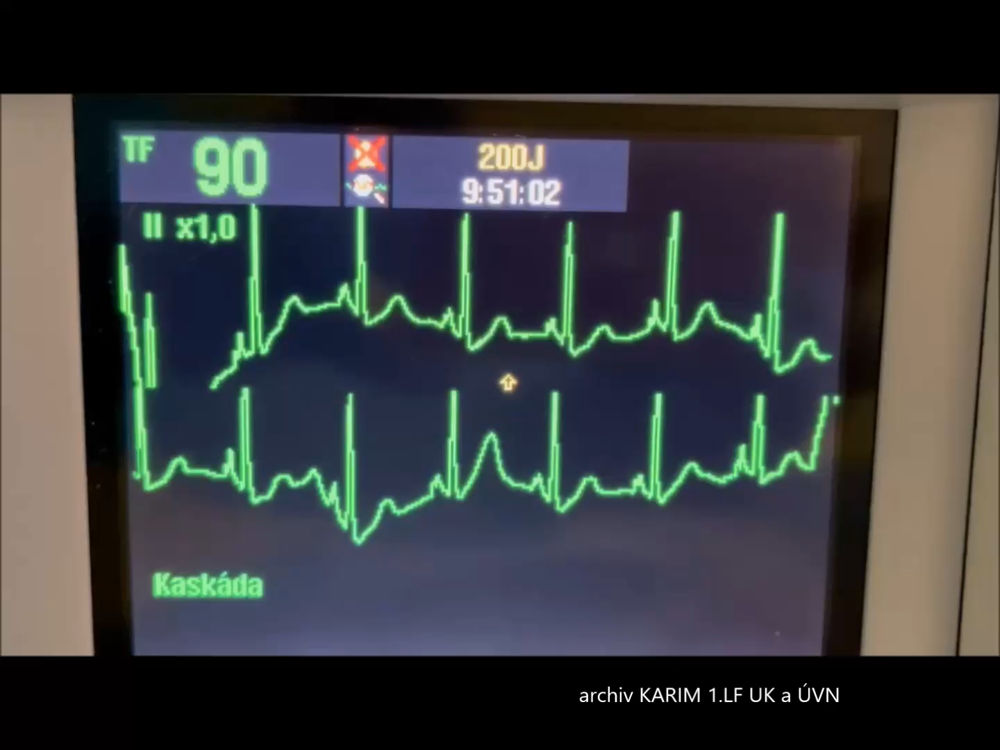 TF 90
200J
9:51:02
II x1,0
Kaskáda
archiv KARIM 1.LF UK a ÚVN